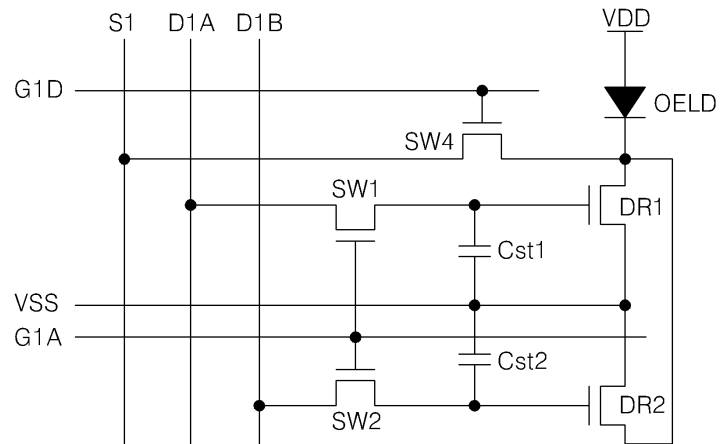 S1 D1A D1B VDD
G1D
OELD
SW4
SW1
DR1
Cst1
VSS
G1A
Cst2
SW2
DR2